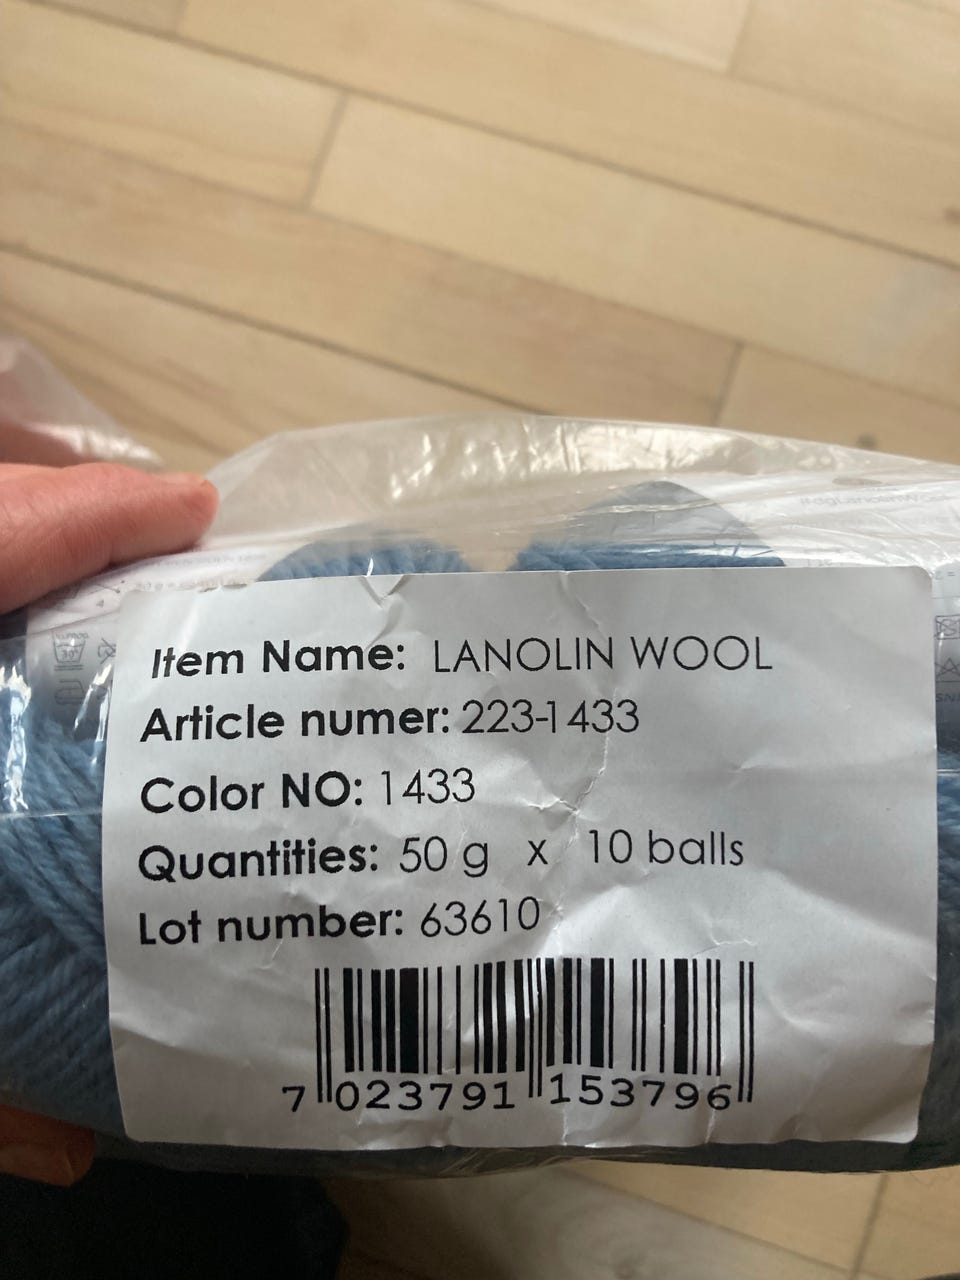 Item Name: LANOLIN WOOL
Article numer: 223-1433
Color NO: 1433
Quantities: 50 g x 10 balls
Lot number: 63610
7 023791 153796